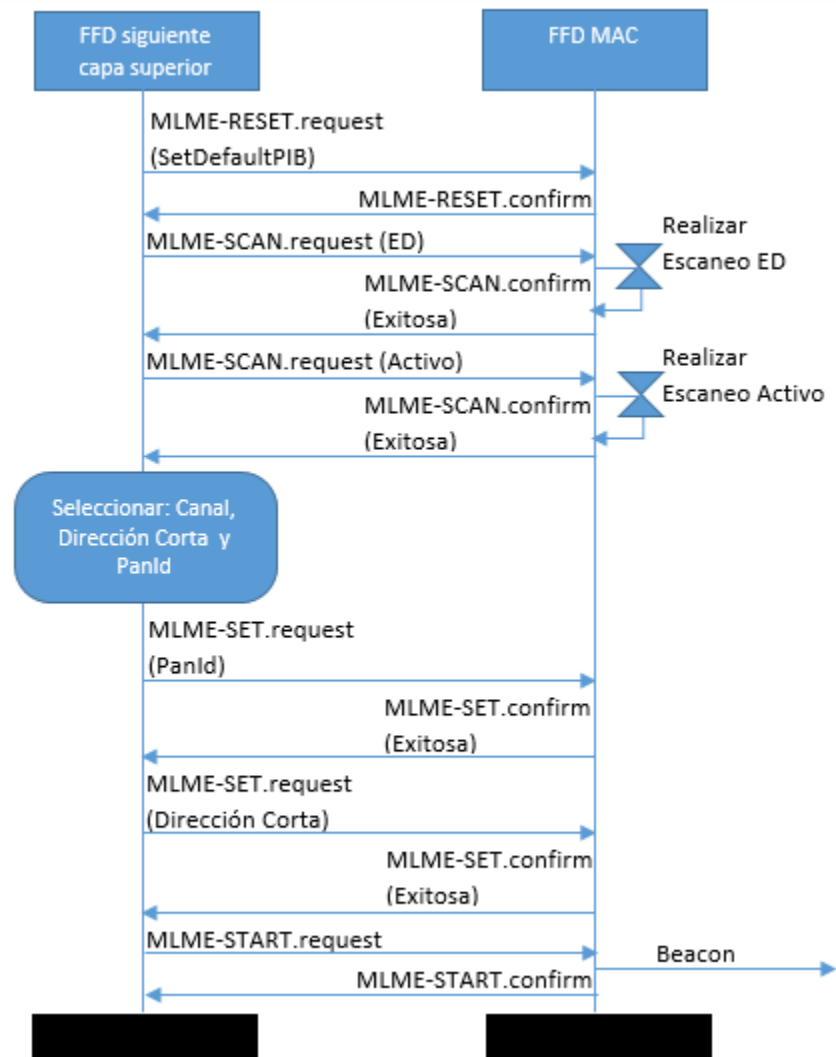 FFD siguiente
capa superior
FFD MAC
MLME-RESET.request
(SetDefaultPIB)
MLME-RESET.confirm
Realizar
Escaneo ED
MLME-SCAN.request (ED)
MLME-SCAN.confirm
(Exitosa)
MLME-SCAN.request (Activo)
Realizar
Escaneo Activo
MLME-SCAN.confirm
(Exitosa)
Seleccionar: Canal,
Dirección Corta y
PanId
MLME-SET.request
(PanId)
MLME-SET.confirm
(Exitosa)
MLME-SET.request
(Dirección Corta)
MLME-SET.confirm
(Exitosa)
MLME-START.request
Beacon
MLME-START.confirm